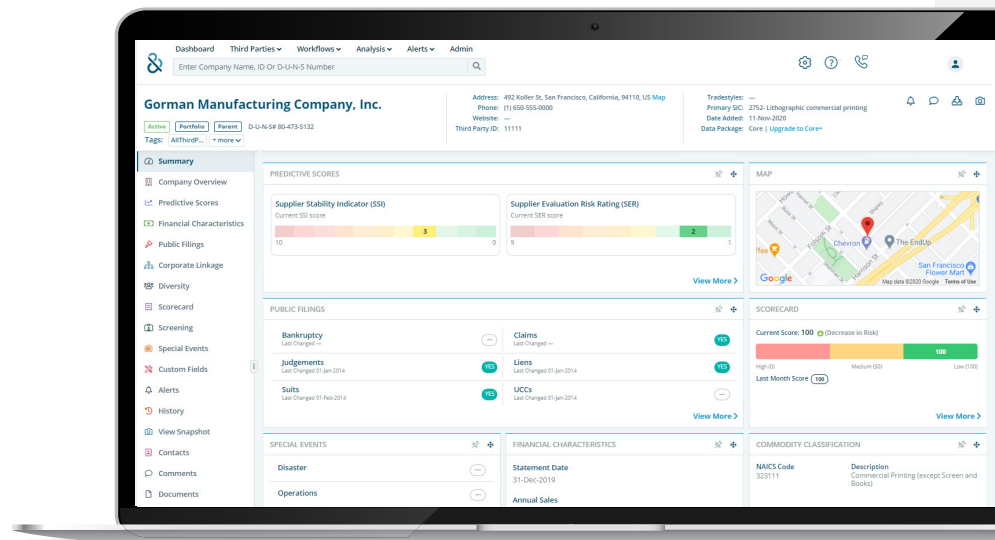 Dashboard Third Parties Workflows Analysis Alerts Admin
Enter Company Name, ID Or D-U-N-S Number
Gorman Manufacturing Company, Inc.
Active Portfolio Parent D-U-N-S# 80-473-5132
Tags: AllThirdP... + more
Address: 492 Koller St, San Francisco, California, 94110, US Map
Phone: (1) 650-555-0000
Website: —
Third Party ID: 11111
Tradestyles: —
Primary SIC: 2752- Lithographic commercial printing
Date Added: 11-Nov-2020
Data Package: Core | Upgrade to Core+
Summary
Company Overview
Predictive Scores
Financial Characteristics
Public Filings
Corporate Linkage
Diversity
Scorecard
Screening
Special Events
Custom Fields
Alerts
History
View Snapshot
Contacts
Comments
Documents
PREDICTIVE SCORES
Supplier Stability Indicator (SSI)
Current SSI score
3
10 0
Supplier Evaluation Risk Rating (SER)
Current SER score
2
9 1
View More >
MAP
Folsom St
Harrison St
Chevron
The EndUp
San Francisco
Flower Mart
Google
Map data ©2020 Google Terms of Use
PUBLIC FILINGS
Bankruptcy
Last Changed —
Judgements YES
Last Changed 01-Jan-2014
Suits YES
Last Changed 01-Feb-2014
Claims YES
Last Changed —
Liens YES
Last Changed 01-Jan-2014
UCCs
Last Changed 01-Jan-2014
View More >
SCORECARD
Current Score: 100 (Decrease in Risk)
100
High (0) Medium (50) Low (100)
Last Month Score 100
View More >
SPECIAL EVENTS
Disaster
Operations
FINANCIAL CHARACTERISTICS
Statement Date
31-Dec-2019
Annual Sales
COMMODITY CLASSIFICATION
NAICS Code
323111
Description
Commercial Printing (except Screen and
Books)